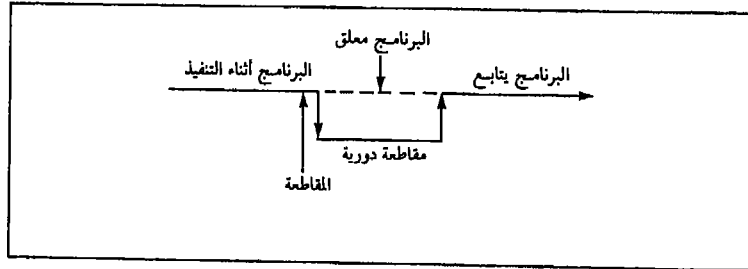 البرنامج معلق
البرنامج أثناء التنفيذ
البرنامج يتابع
مقاطعة دورية
المقاطعة